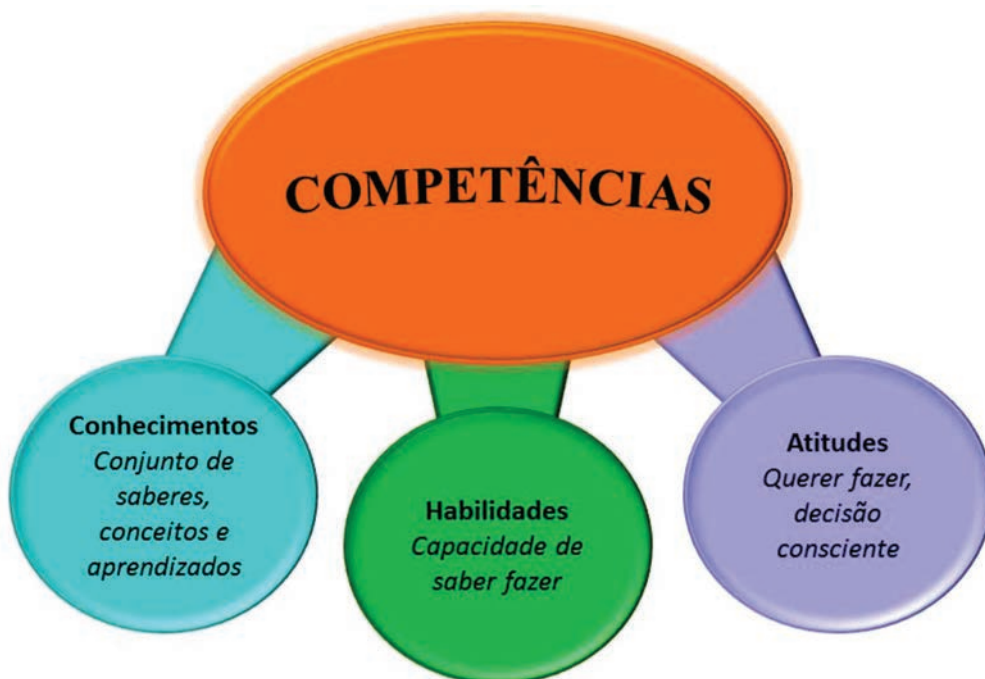 COMPETÊNCIAS
Conhecimentos
Conjunto de
saberes,
conceitos e
aprendizados
Habilidades
Capacidade de
saber fazer
Atitudes
Querer fazer,
decisão
consciente